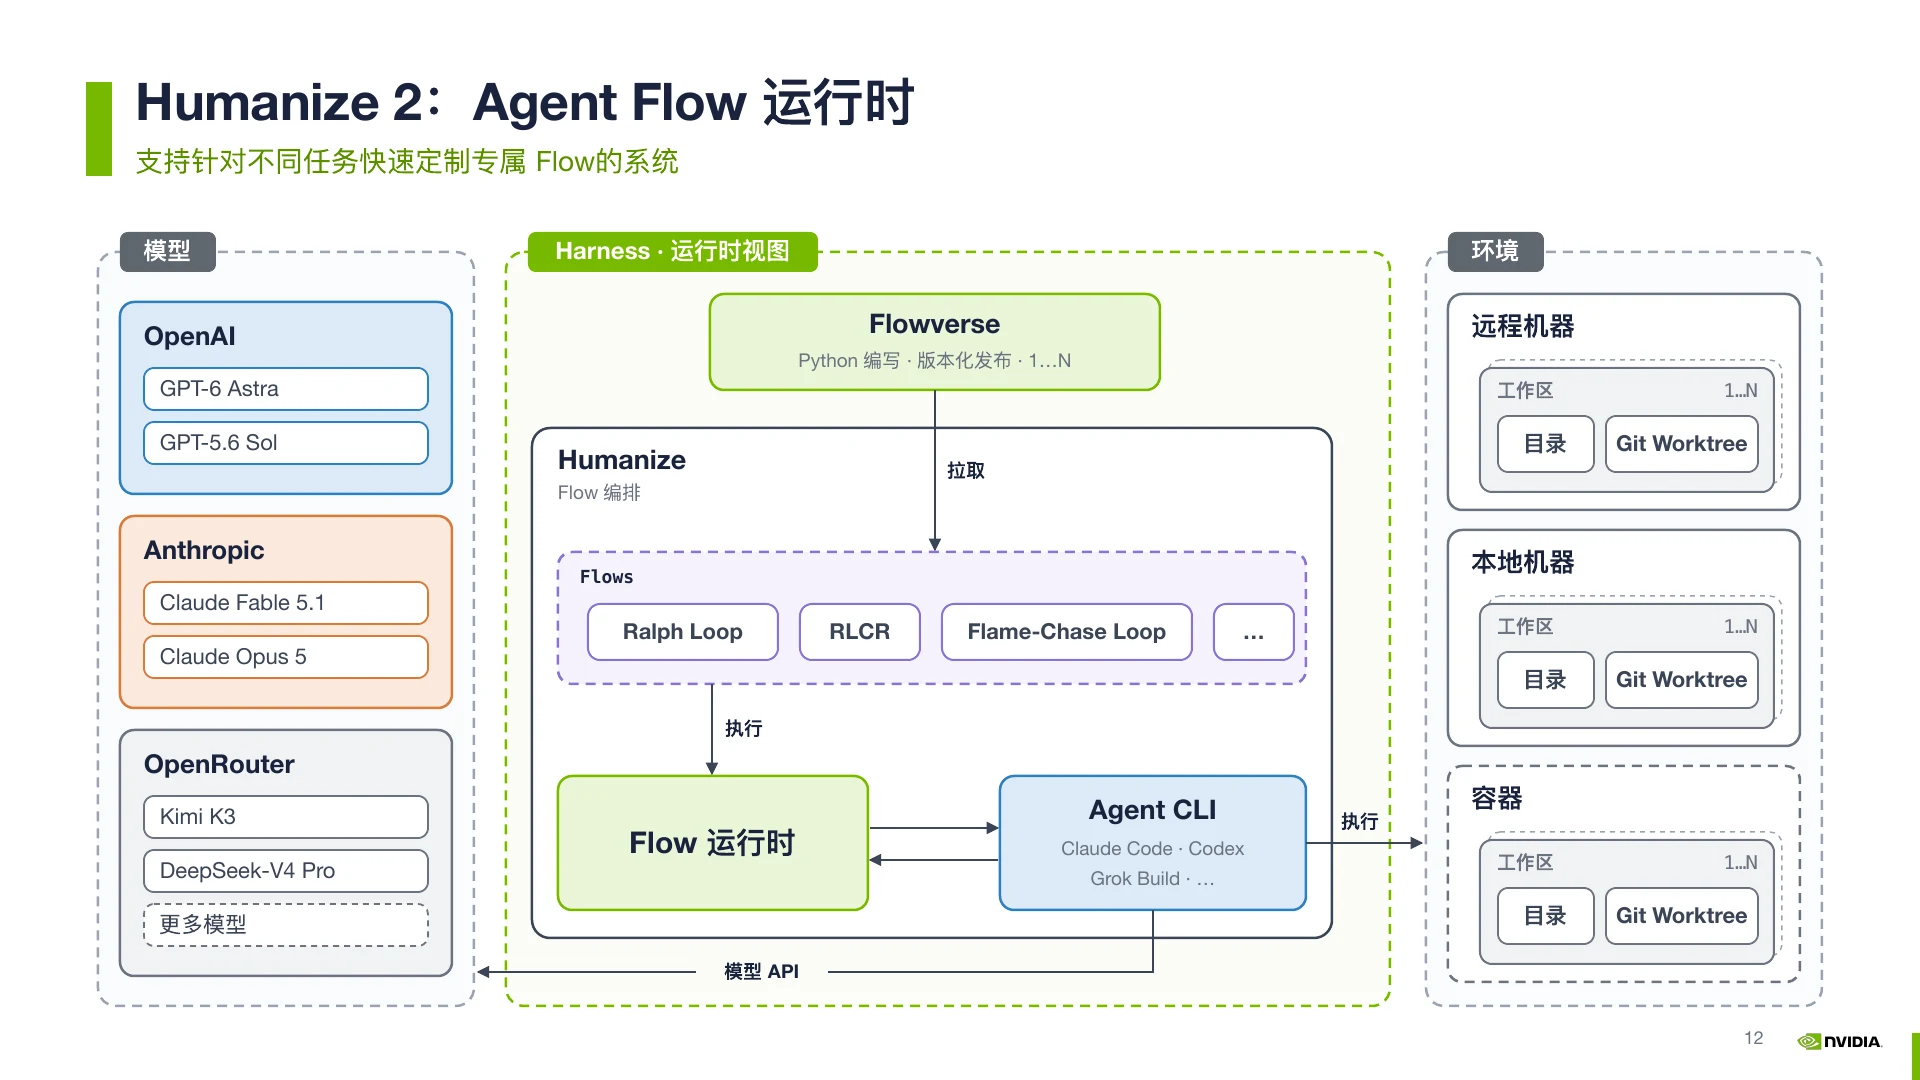 Humanize 2：Agent Flow 运行时
支持针对不同任务快速定制专属 Flow的系统
模型
OpenAI
GPT-6 Astra
GPT-5.6 Sol
Anthropic
Claude Fable 5.1
Claude Opus 5
OpenRouter
Kimi K3
DeepSeek-V4 Pro
更多模型
Harness · 运行时视图
Flowverse
Python 编写 · 版本化发布 · 1…N
拉取
Humanize
Flow 编排
Flows
Ralph Loop
RLCR
Flame-Chase Loop
…
执行
Flow 运行时
Agent CLI
Claude Code · Codex
Grok Build · …
执行
模型 API
环境
远程机器
工作区 1…N
目录 Git Worktree
本地机器
工作区 1…N
目录 Git Worktree
容器
工作区 1…N
目录 Git Worktree
12
NVIDIA